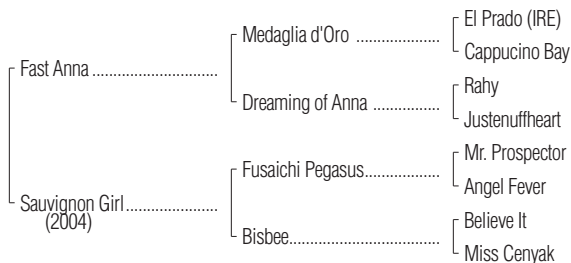 El Prado (IRE)
Medaglia d'Oro ....................
Cappucino Bay
Fast Anna ..............................
Rahy
Dreaming of Anna ................
Justenuffheart
Mr. Prospector
Fusaichi Pegasus..................
Angel Fever
Sauvignon Girl......................
(2004)
Believe It
Bisbee....................................
Miss Cenyak